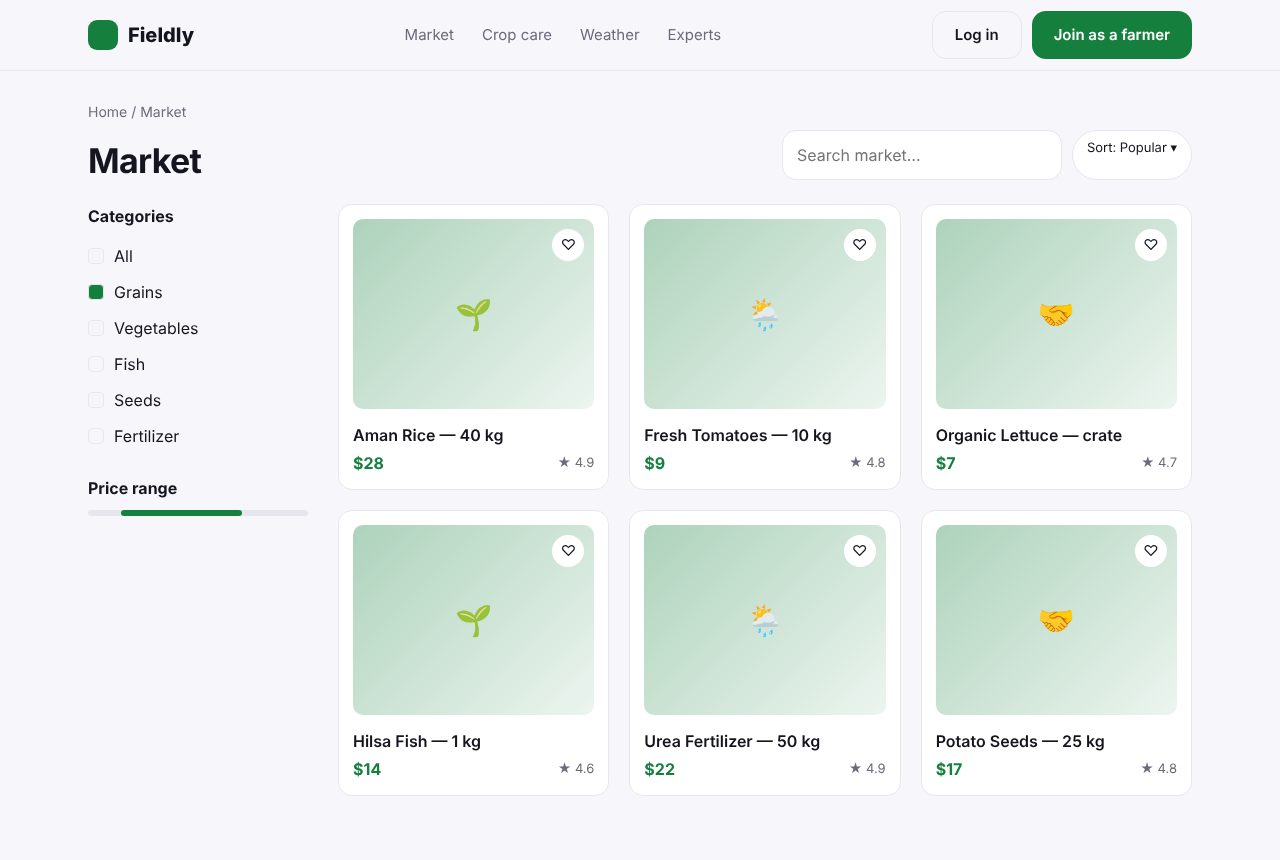 Fieldly
Market
Crop care
Weather
Experts
Log in
Join as a farmer
Home / Market
Market
Search market...
Sort: Popular ▾
Categories
All
Grains
Vegetables
Fish
Seeds
Fertilizer
Price range
Aman Rice — 40 kg
$28
★ 4.9
Fresh Tomatoes — 10 kg
$9
★ 4.8
Organic Lettuce — crate
$7
★ 4.7
Hilsa Fish — 1 kg
$14
★ 4.6
Urea Fertilizer — 50 kg
$22
★ 4.9
Potato Seeds — 25 kg
$17
★ 4.8